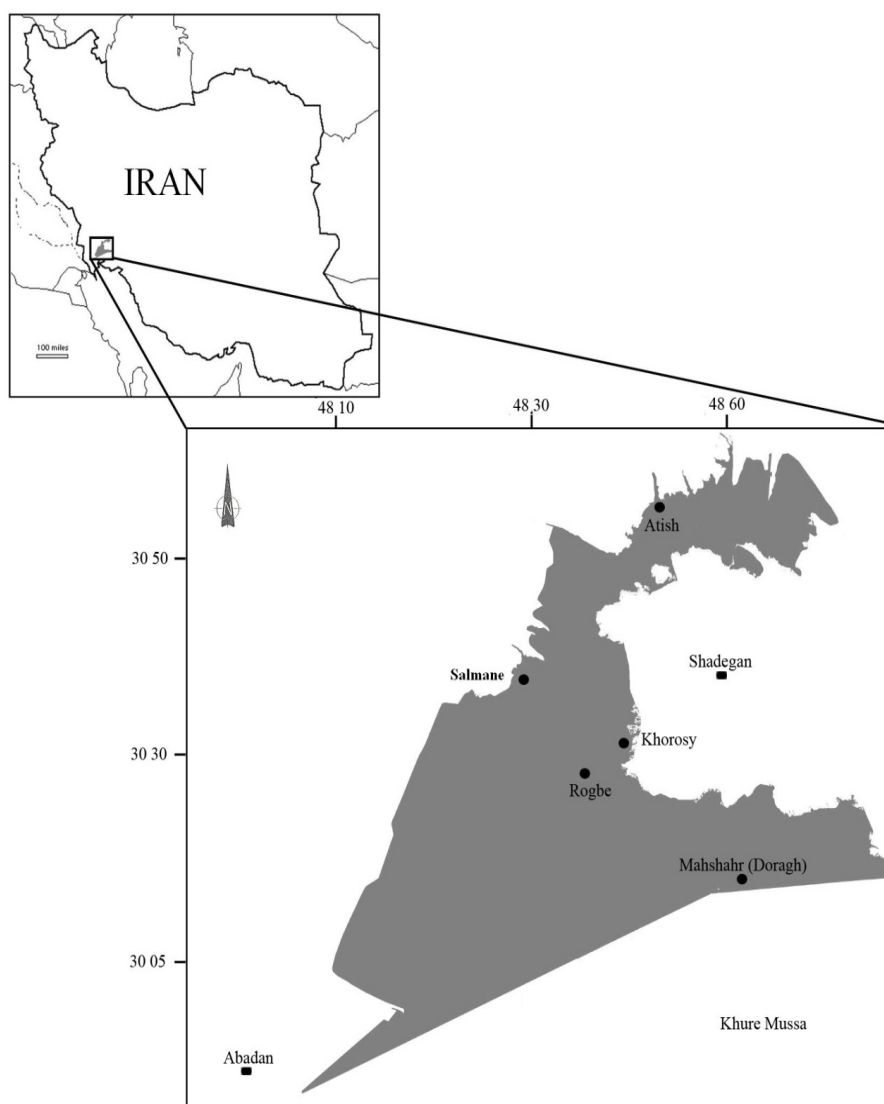 IRAN
100 miles
48 10
48 30
48 60
N
Atish
30 50
Shadegan
Salmane
Khorosy
30 30
Rogbe
Mahshahr (Doragh)
30 05
Khure Mussa
Abadan